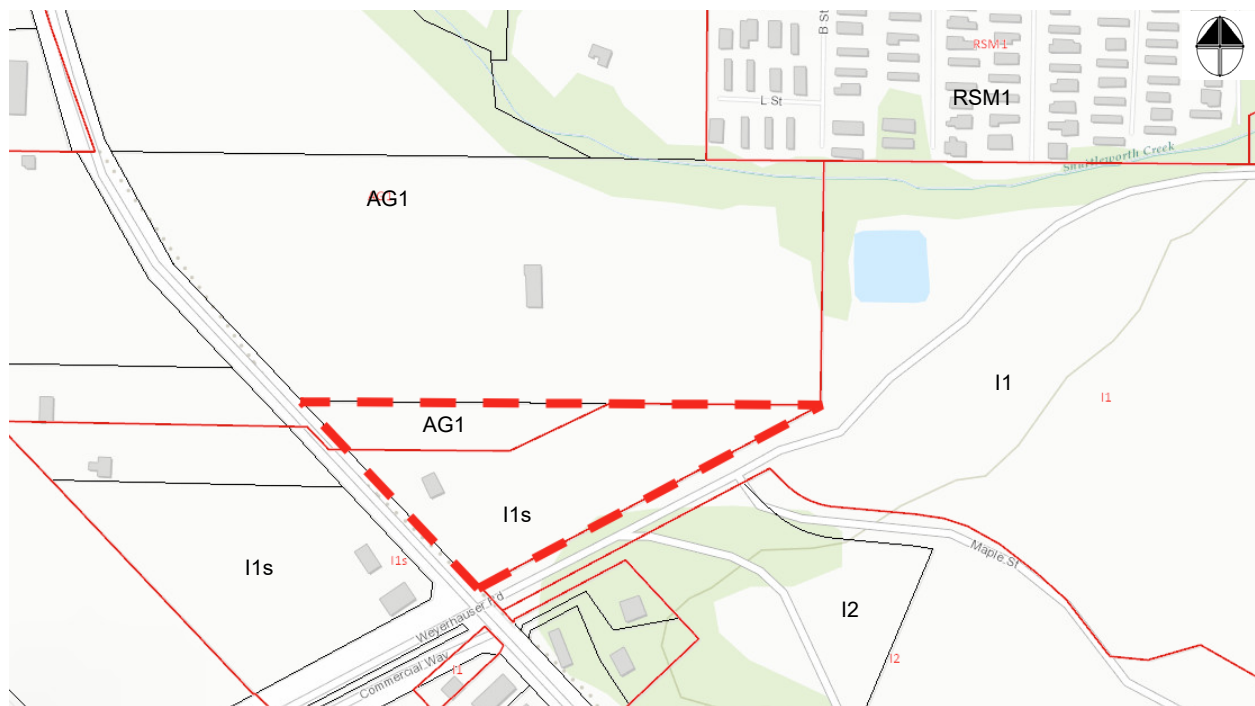 B St
RSM1
RSM1
L St
Shuttleworth Creek
AG1
AG1
I1
I1
AG1
I1s
I1s
I1s
Maple St
Weyerhauser Rd
I2
I2
Commercial Way
I1